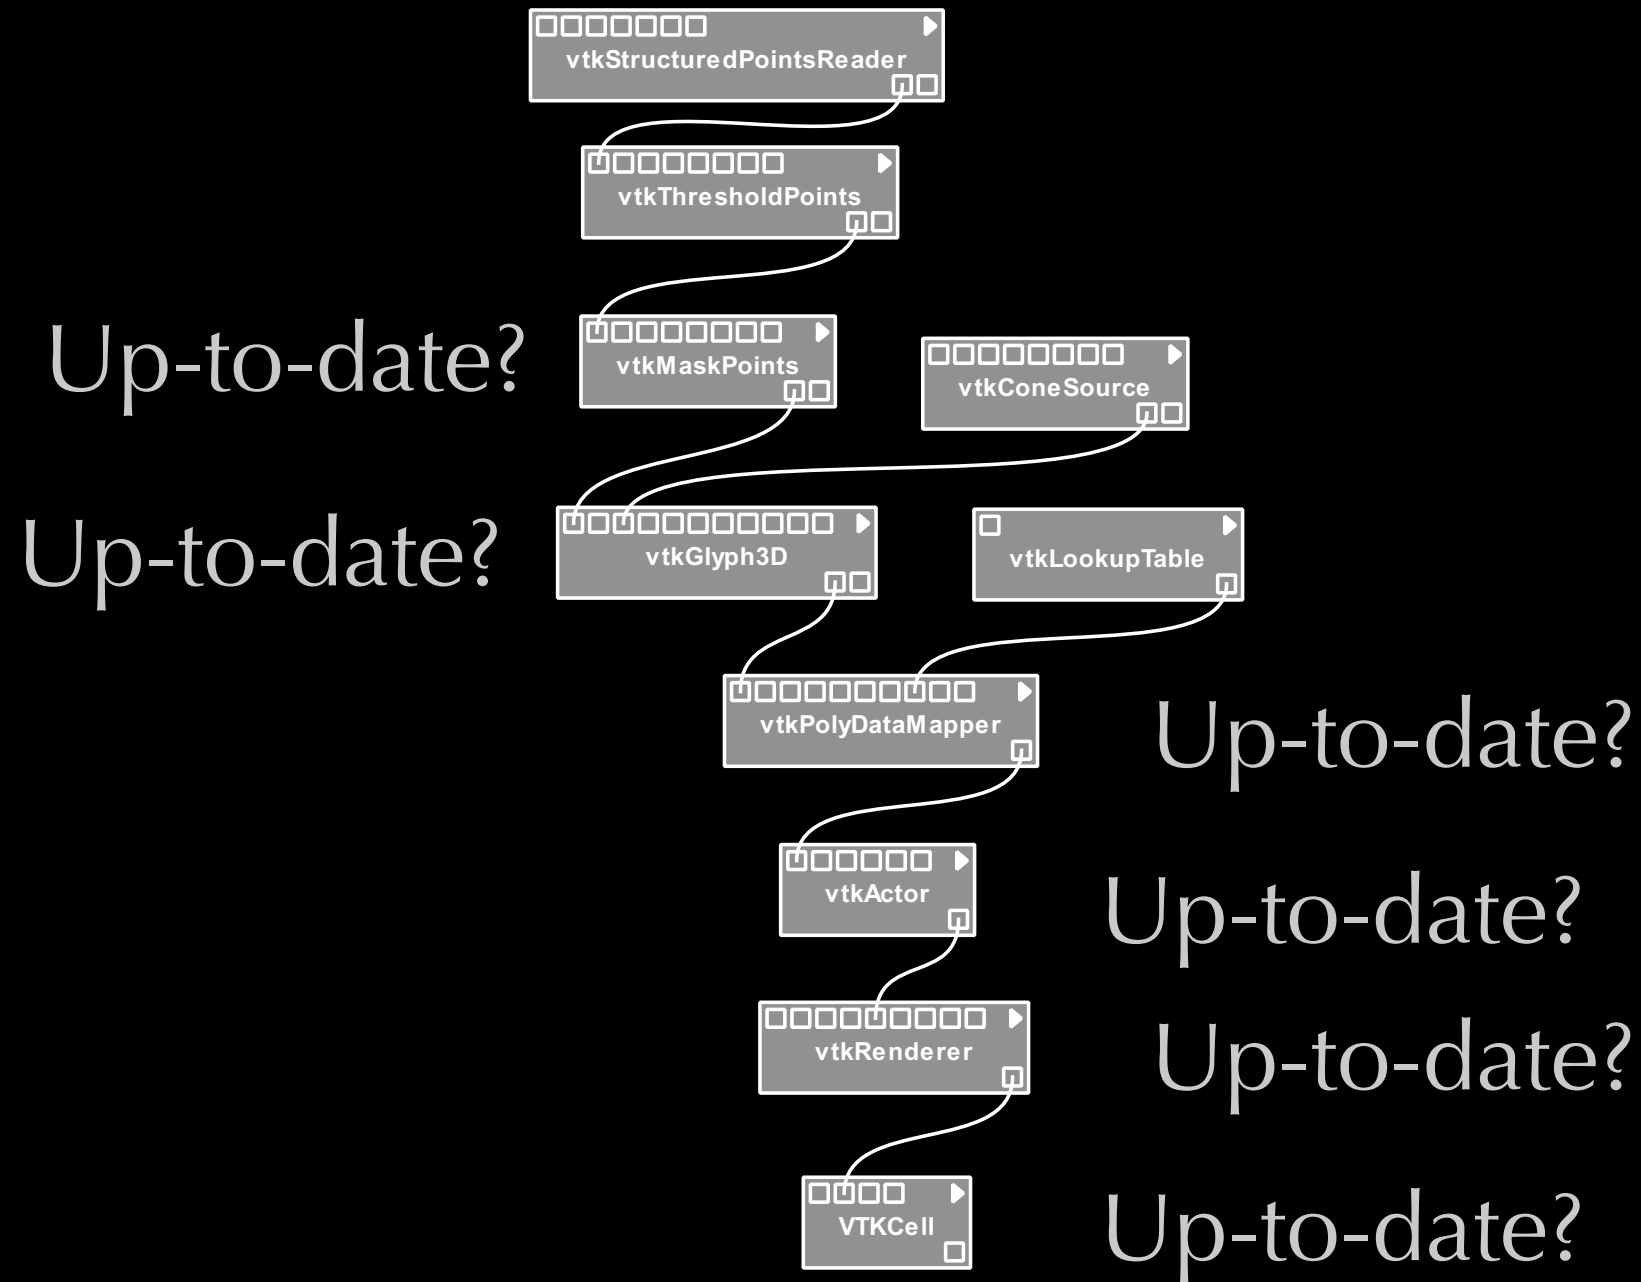 vtkStructuredPointsReader
vtkThresholdPoints
Up-to-date?
vtkMaskPoints
vtkConeSource
Up-to-date?
vtkGlyph3D
vtkLookupTable
vtkPolyDataMapper
Up-to-date?
vtkActor
Up-to-date?
vtkRenderer
Up-to-date?
VTKCell
Up-to-date?